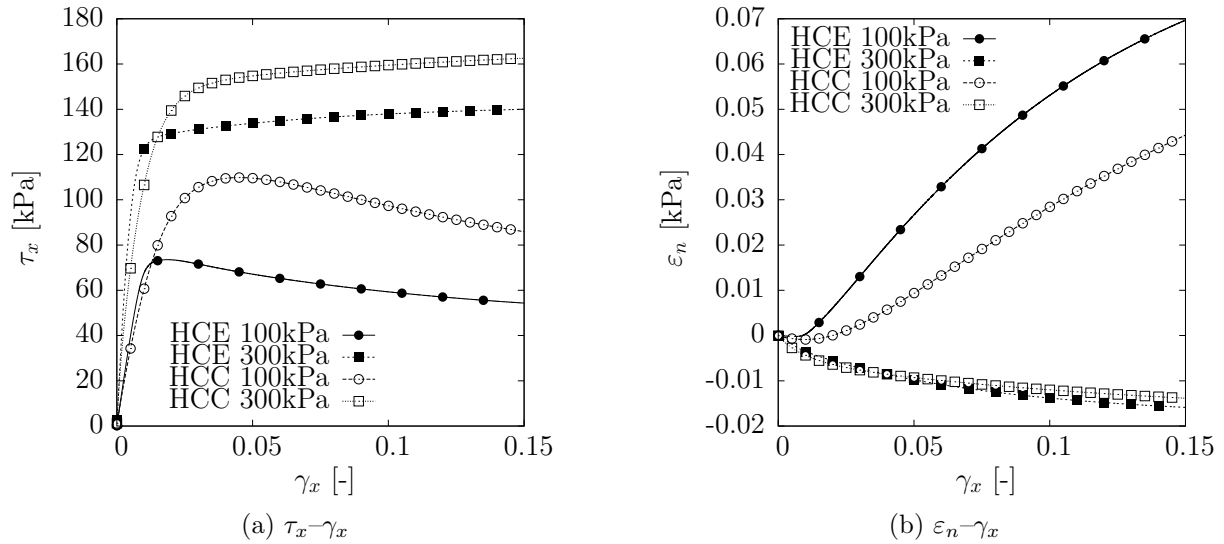 180
160
140
120
100
80
60
40
20
0
τₓ [kPa]
HCE 100kPa
HCE 300kPa
HCC 100kPa
HCC 300kPa
0 0.05 0.1 0.15
γₓ [-]
(a) τₓ–γₓ
0.07
0.06
0.05
0.04
0.03
0.02
0.01
0
-0.01
-0.02
εₙ [kPa]
HCE 100kPa
HCE 300kPa
HCC 100kPa
HCC 300kPa
0 0.05 0.1 0.15
γₓ [-]
(b) εₙ–γₓ